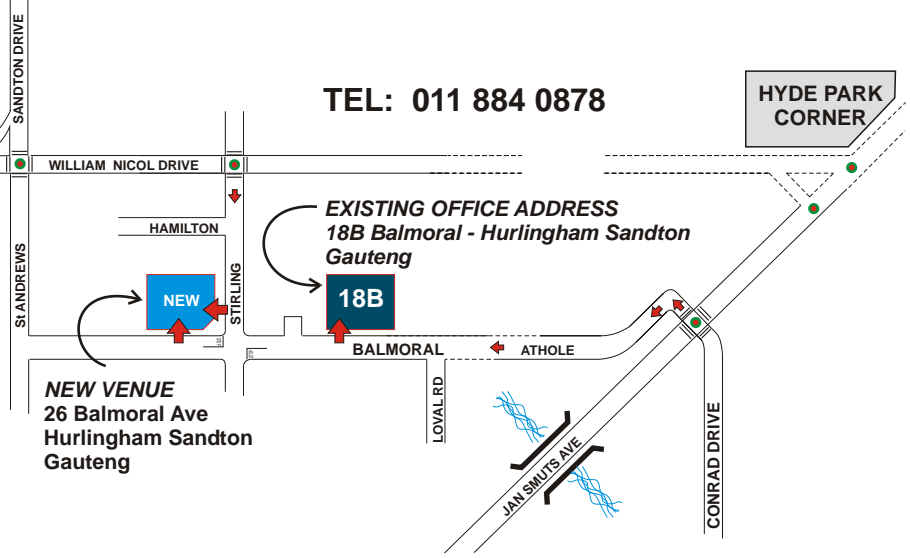 SANDTON DRIVE
TEL: 011 884 0878
HYDE PARK
CORNER
WILLIAM NICOL DRIVE
HAMILTON
EXISTING OFFICE ADDRESS
18B Balmoral - Hurlingham Sandton
Gauteng
St ANDREWS
STIRLING
NEW
18B
BALMORAL
ATHOLE
NEW VENUE
26 Balmoral Ave
Hurlingham Sandton
Gauteng
LOVAL RD
JAN SMUTS AVE
CONRAD DRIVE